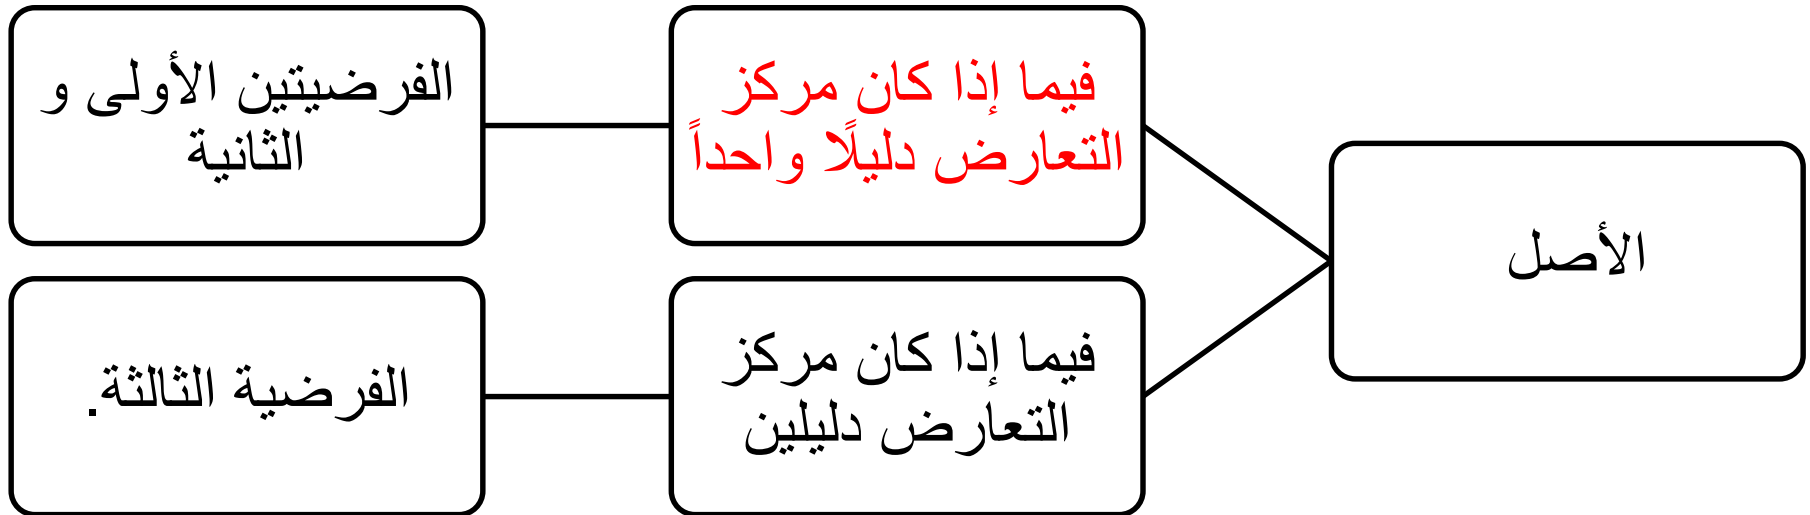 الأصل
فيما إذا كان مركز
التعارض دليلًا واحداً
الفرضيتين الأولى و
الثانية
فيما إذا كان مركز
التعارض دليلين
الفرضية الثالثة.